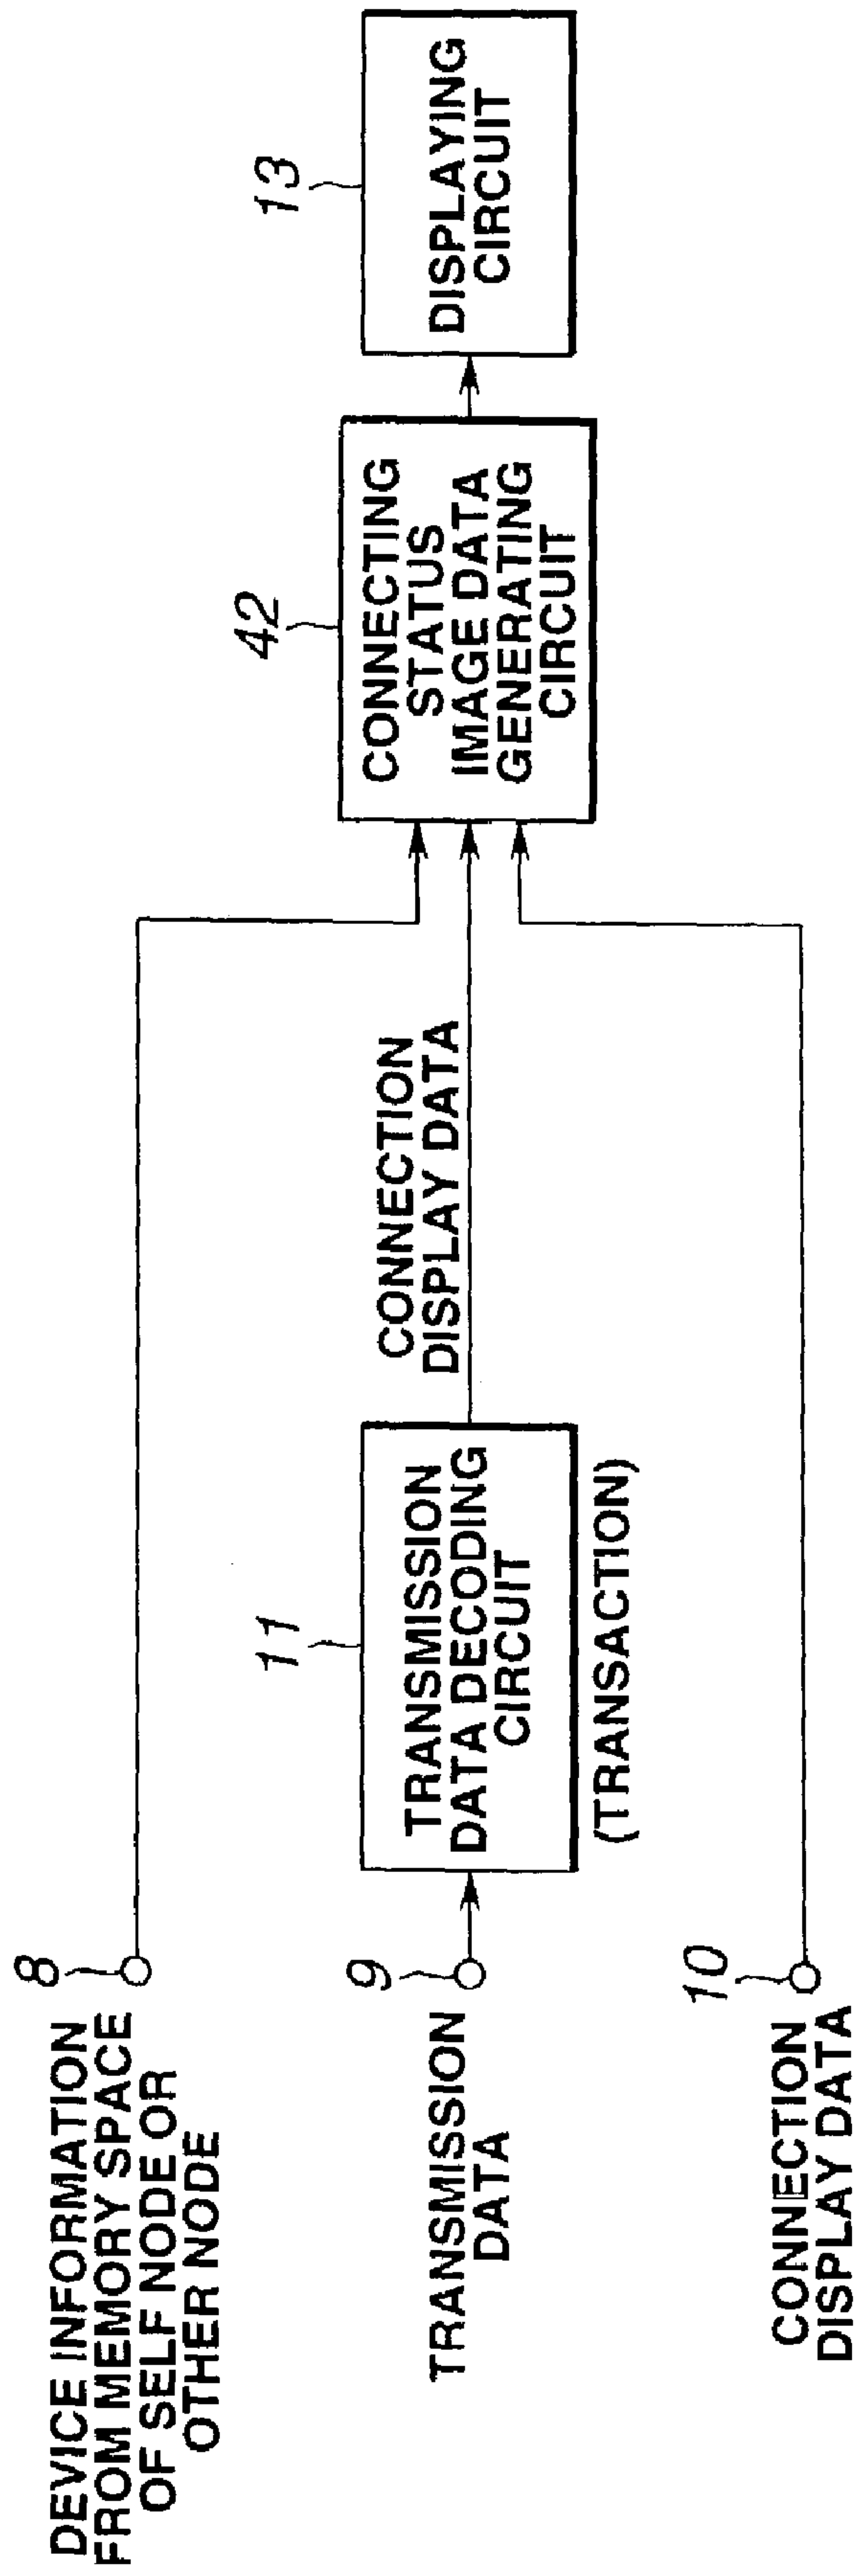 8
DEVICE INFORMATION
FROM MEMORY SPACE
OF SELF NODE OR
OTHER NODE
9
TRANSMISSION
DATA
10
CONNECTION
DISPLAY DATA
11
TRANSMISSION
DATA DECODING
CIRCUIT
(TRANSACTION)
CONNECTION
DISPLAY DATA
42
CONNECTING
STATUS
IMAGE DATA
GENERATING
CIRCUIT
13
DISPLAYING
CIRCUIT